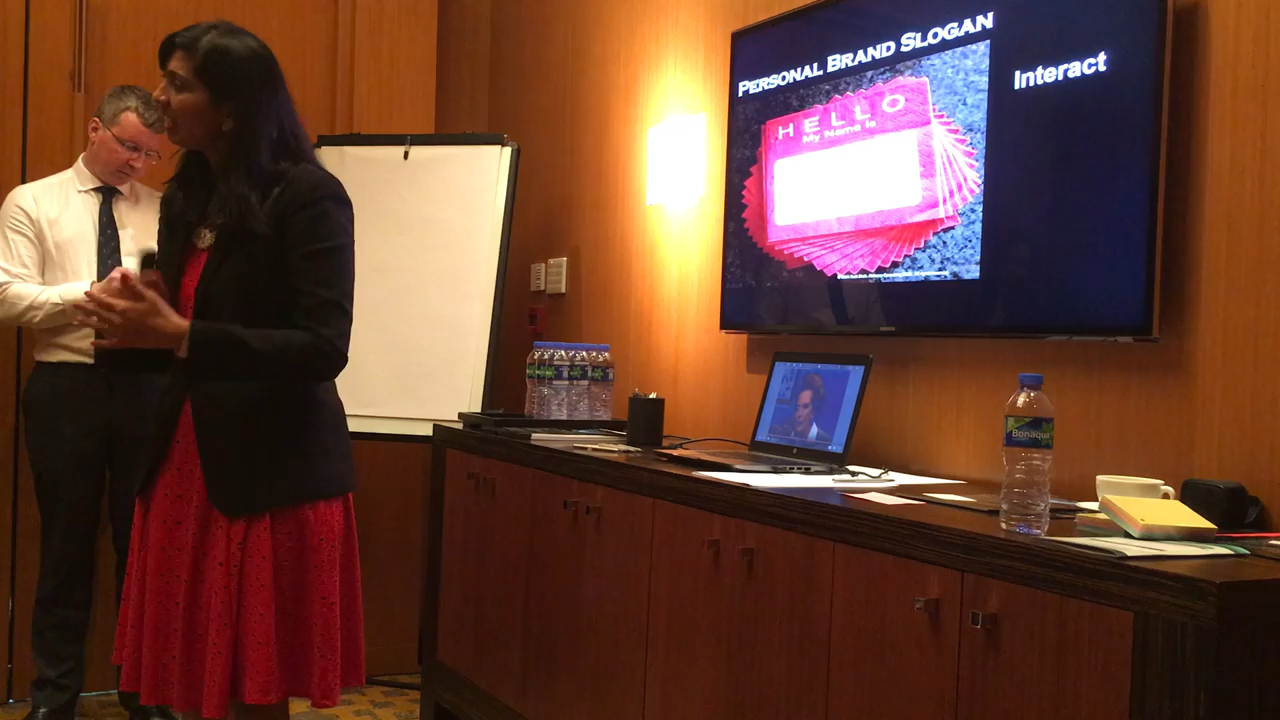 PERSONAL BRAND SLOGAN
Interact
HELLO
My Name is
Bonaqua